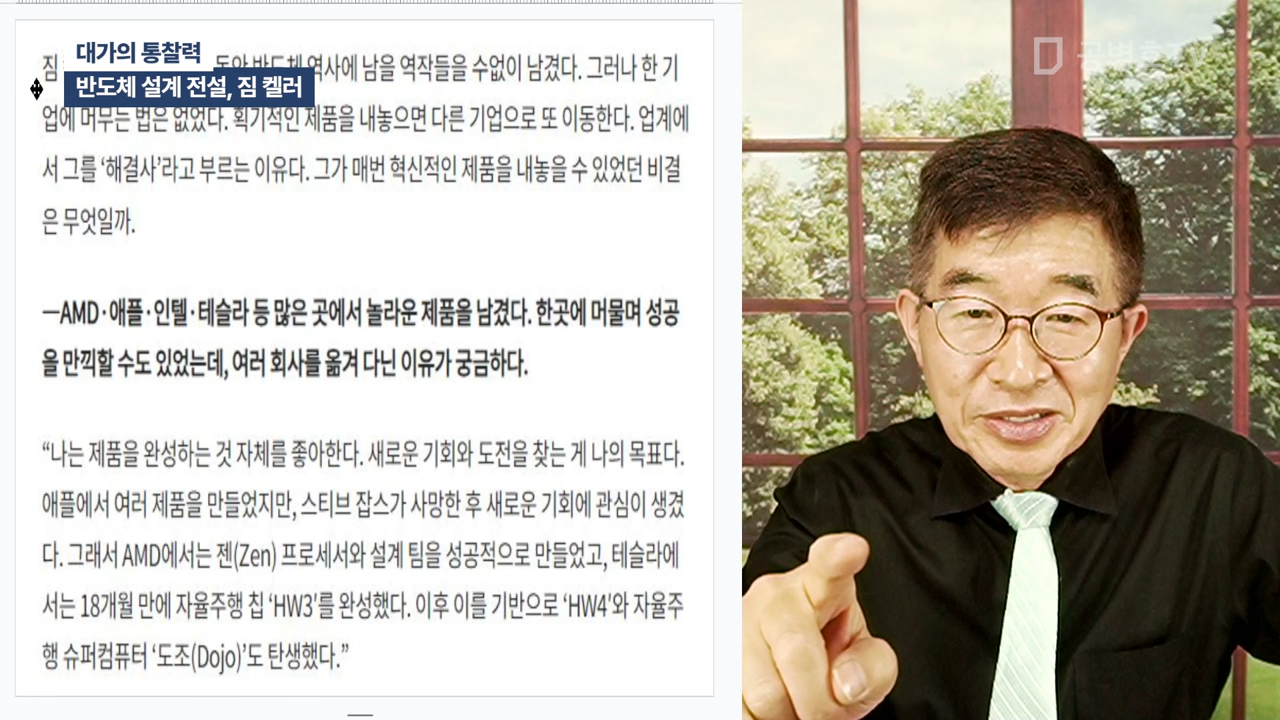 대가의 통찰력
반도체 설계 전설, 짐 켈러
짐 동안 반도체 역사에 남을 역작들을 수없이 남겼다. 그러나 한 기
업에 머무는 법은 없었다. 획기적인 제품을 내놓으면 다른 기업으로 또 이동한다. 업계에
서 그를 ‘해결사’라고 부르는 이유다. 그가 매번 혁신적인 제품을 내놓을 수 있었던 비결
은 무엇일까.
—AMD·애플·인텔·테슬라 등 많은 곳에서 놀라운 제품을 남겼다. 한곳에 머물며 성공
을 만끽할 수도 있었는데, 여러 회사를 옮겨 다닌 이유가 궁금하다.
“나는 제품을 완성하는 것 자체를 좋아한다. 새로운 기회와 도전을 찾는 게 나의 목표다.
애플에서 여러 제품을 만들었지만, 스티브 잡스가 사망한 후 새로운 기회에 관심이 생겼
다. 그래서 AMD에서는 젠(Zen) 프로세서와 설계 팀을 성공적으로 만들었고, 테슬라에
서는 18개월 만에 자율주행 칩 ‘HW3’를 완성했다. 이후 이를 기반으로 ‘HW4’와 자율주
행 슈퍼컴퓨터 ‘도조(Dojo)’도 탄생했다.”
공병호TV